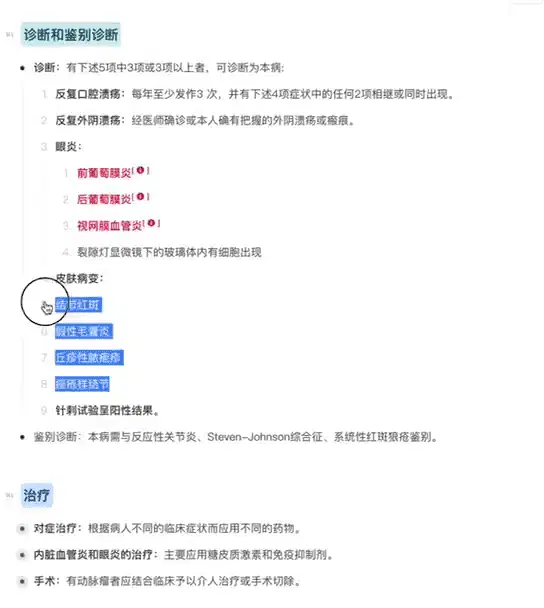 诊断和鉴别诊断
诊断：有下述5项中3项或3项以上者，可诊断为本病：
1. 反复口腔溃疡：每年至少发作3 次，并有下述4项症状中的任何2项相继或同时出现。
2. 反复外阴溃疡：经医师确诊或本人确有把握的外阴溃疡或瘢痕。
3. 眼炎：
1. 前葡萄膜炎[1]
2. 后葡萄膜炎[1]
3. 视网膜血管炎[2]
4. 裂隙灯显微镜下的玻璃体内有细胞出现
皮肤病变：
结节红斑
6 假性毛囊炎
7 丘疹性脓疱疹
8 痤疮样结节
9 针刺试验呈阳性结果。
鉴别诊断：本病需与反应性关节炎、Steven-Johnson综合征、系统性红斑狼疮鉴别。
治疗
对症治疗：根据病人不同的临床症状而应用不同的药物。
内脏血管炎和眼炎的治疗：主要应用糖皮质激素和免疫抑制剂。
手术：有动脉瘤者应结合临床予以介人治疗或手术切除。